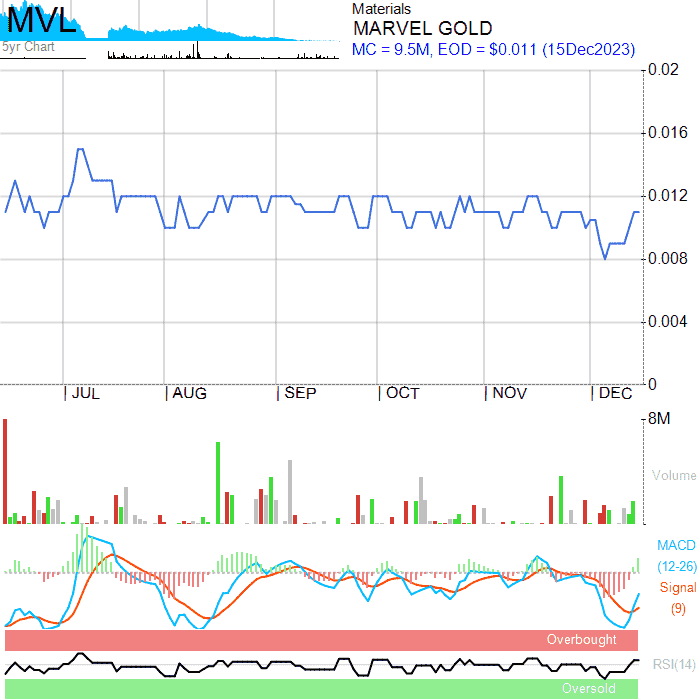 MVL
5yr Chart
Materials
MARVEL GOLD
MC = 9.5M, EOD = $0.011 (15Dec2023)
0.02
0.016
0.012
0.008
0.004
0
JUL AUG SEP OCT NOV DEC
8M
Volume
MACD
(12-26)
Signal
(9)
Overbought
RSI(14)
Oversold